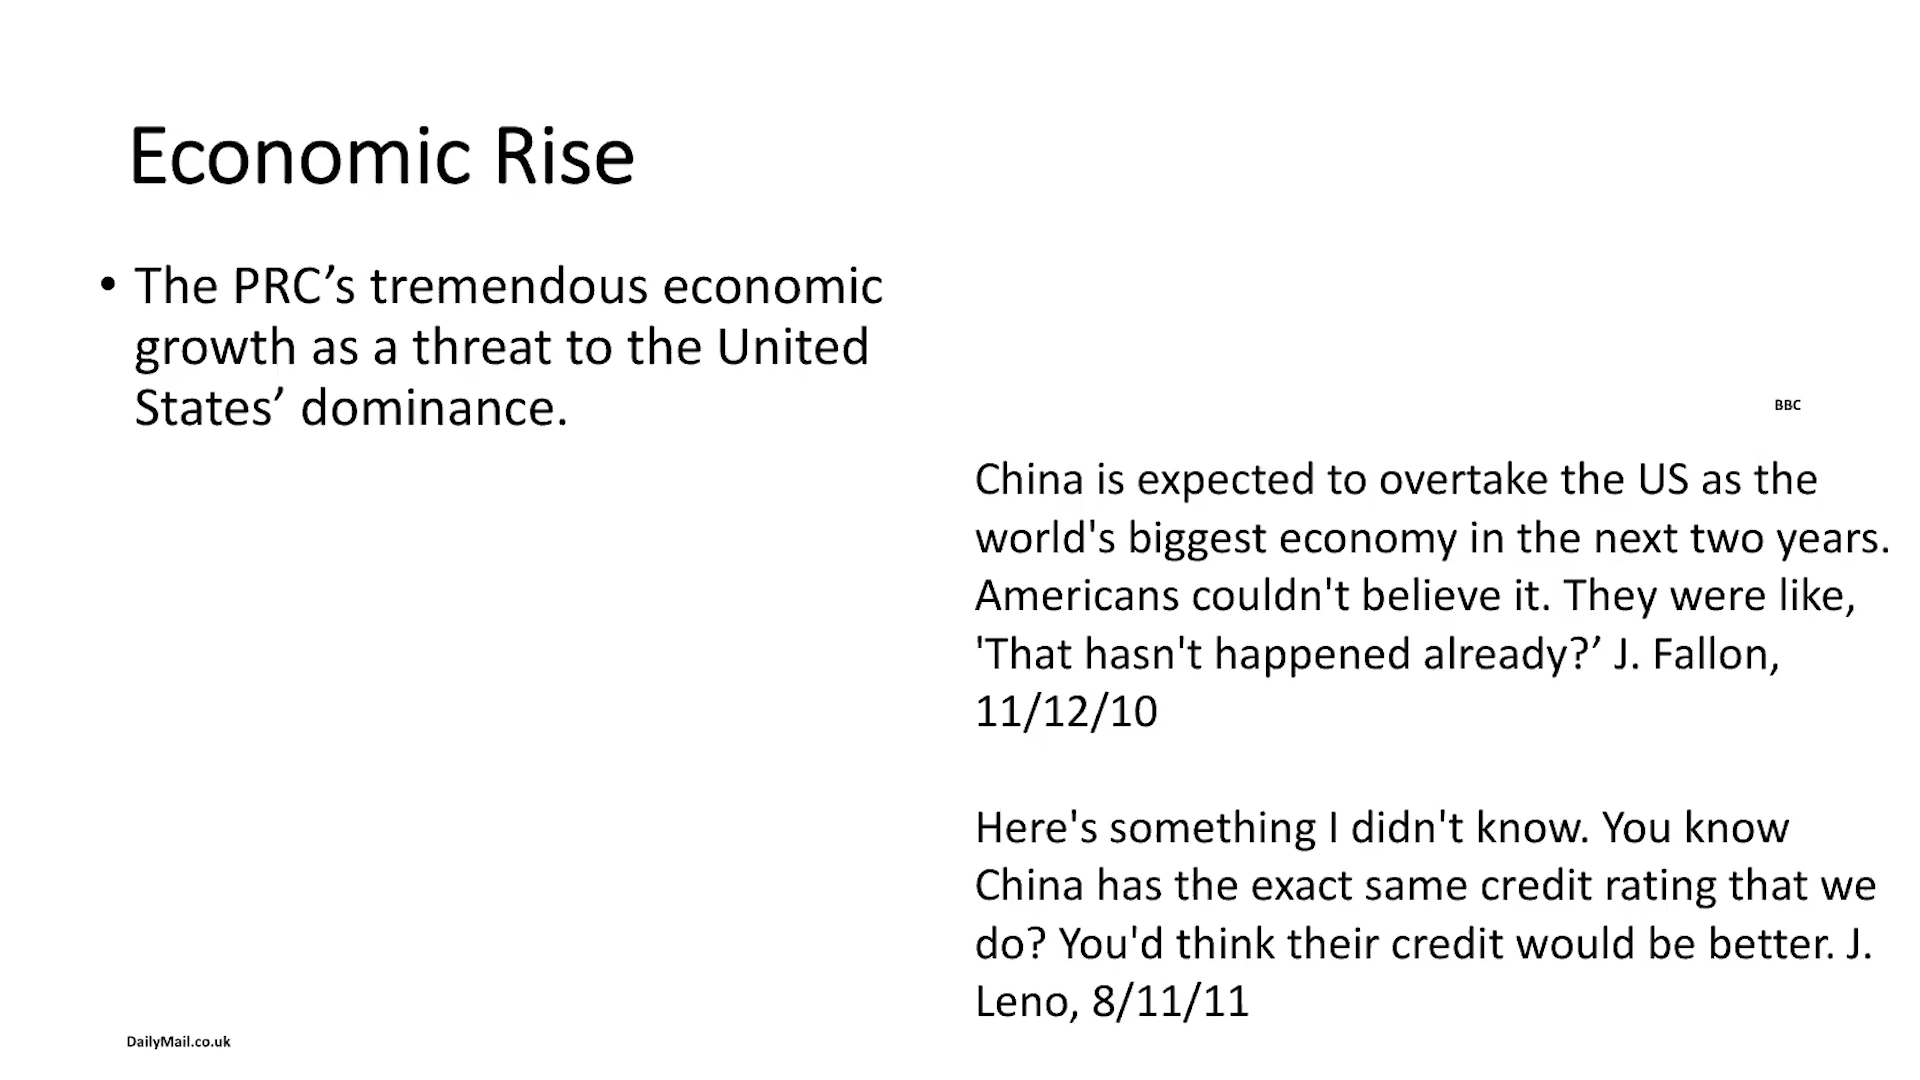 Economic Rise
• The PRC’s tremendous economic
growth as a threat to the United
States’ dominance.
BBC
China is expected to overtake the US as the
world's biggest economy in the next two years.
Americans couldn't believe it. They were like,
'That hasn't happened already?’ J. Fallon,
11/12/10
Here's something I didn't know. You know
China has the exact same credit rating that we
do? You'd think their credit would be better. J.
Leno, 8/11/11
DailyMail.co.uk